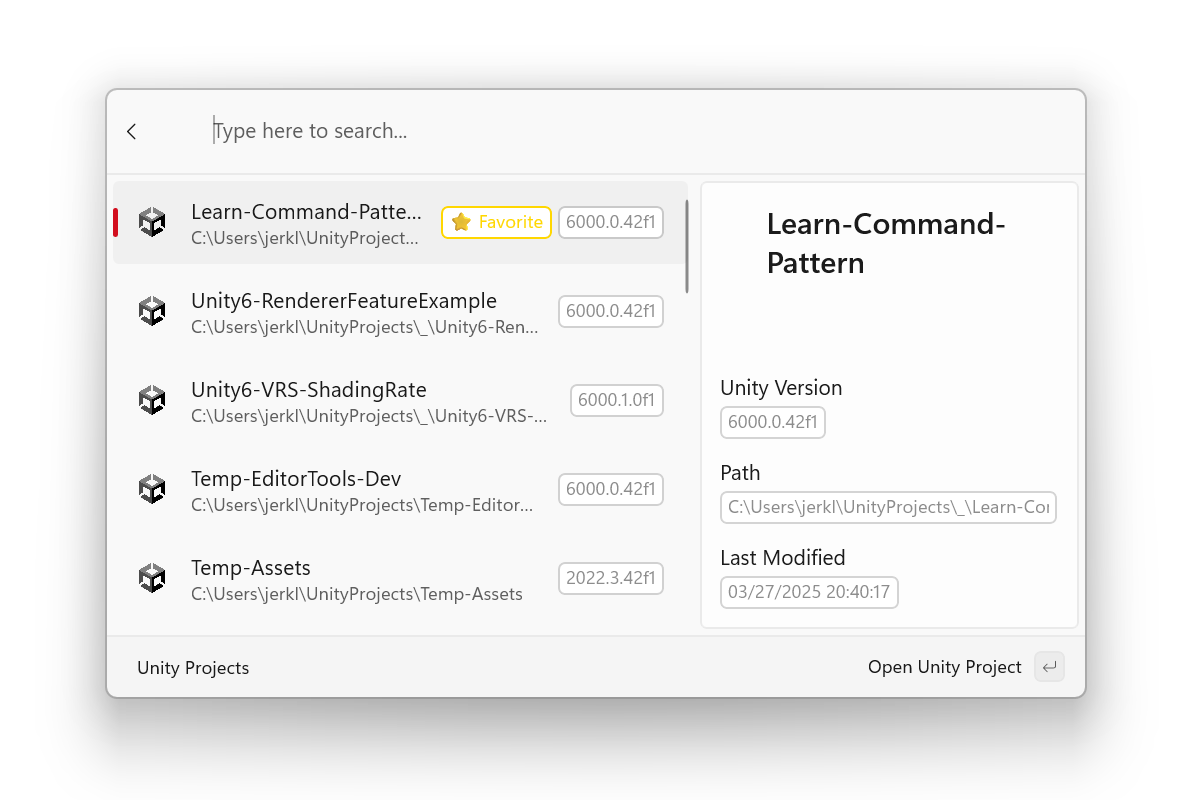 Type here to search...
Learn-Command-Patte...
C:\Users\jerkl\UnityProject...
Favorite
6000.0.42f1
Unity6-RendererFeatureExample
C:\Users\jerkl\UnityProjects\_\Unity6-Ren...
6000.0.42f1
Unity6-VRS-ShadingRate
C:\Users\jerkl\UnityProjects\_\Unity6-VRS-...
6000.1.0f1
Temp-EditorTools-Dev
C:\Users\jerkl\UnityProjects\Temp-Editor...
6000.0.42f1
Temp-Assets
C:\Users\jerkl\UnityProjects\Temp-Assets
2022.3.42f1
Learn-Command-
Pattern
Unity Version
6000.0.42f1
Path
C:\Users\jerkl\UnityProjects\_\Learn-Cor
Last Modified
03/27/2025 20:40:17
Unity Projects
Open Unity Project